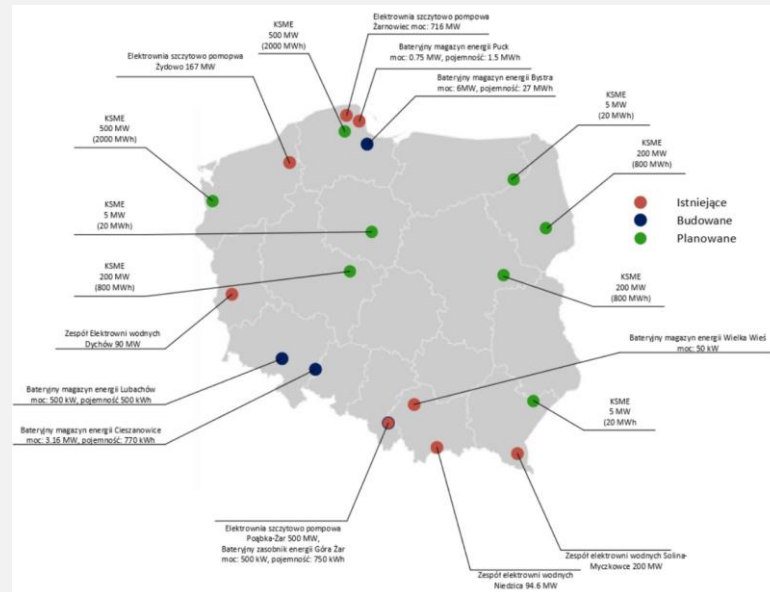 Elektrownia szczytowo pompowa
Żarnowiec moc: 716 MW
KSME
500 MW
(2000 MWh)
Bateryjny magazyn energii Puck
moc: 0.75 MW, pojemność: 1.5 MWh
Elektrownia szczytowo pomopwa
Żydowo 167 MW
Bateryjny magazyn energii Bystra
moc: 6MW, pojemność: 27 MWh
KSME
5 MW
(20 MWh)
KSME
500 MW
(2000 MWh)
KSME
200 MW
(800 MWh)
Istniejące
Budowane
Planowane
KSME
5 MW
(20 MWh)
KSME
200 MW
(800 MWh)
KSME
200 MW
(800 MWh)
Zespół Elektrowni wodnych
Dychów 90 MW
Bateryjny magazyn energii Wielka Wieś
moc: 50 kW
Bateryjny magazyn energii Lubachów
moc: 500 kW, pojemność 500 kWh
KSME
5 MW
(20 MWh
Bateryjny magazyn energii Cieszanowice
moc: 3.16 MW, pojemność: 770 kWh
Elektrownia szczytowo pompowa
Poąbka-Żar 500 MW,
Bateryjny zasobnik energii Góra Żar
moc: 500 kW, pojemność: 750 kWh
Zespół elektrowni wodnych Solina-
Myczkowce 200 MW
Zespół elektrowni wodnych
Niedzica 94.6 MW